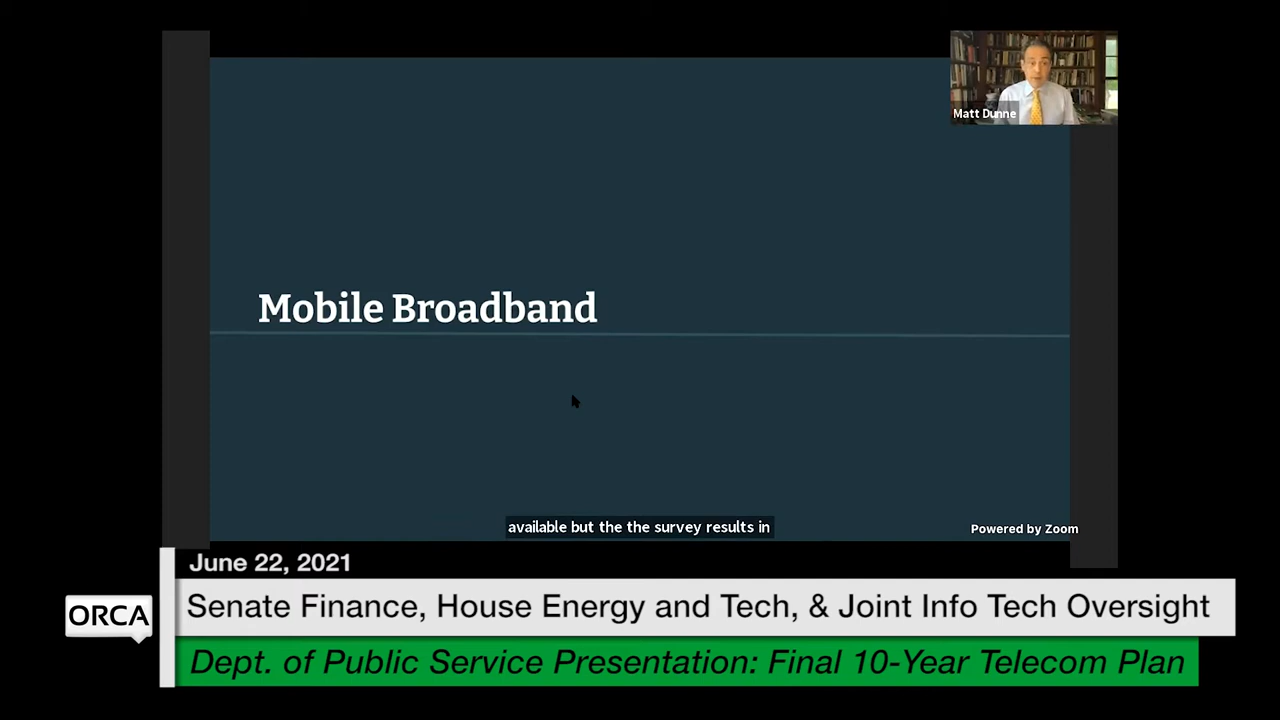 Matt Dunne
Mobile Broadband
available but the the survey results in
Powered by Zoom
June 22, 2021
ORCA
Senate Finance, House Energy and Tech, & Joint Info Tech Oversight
Dept. of Public Service Presentation: Final 10-Year Telecom Plan